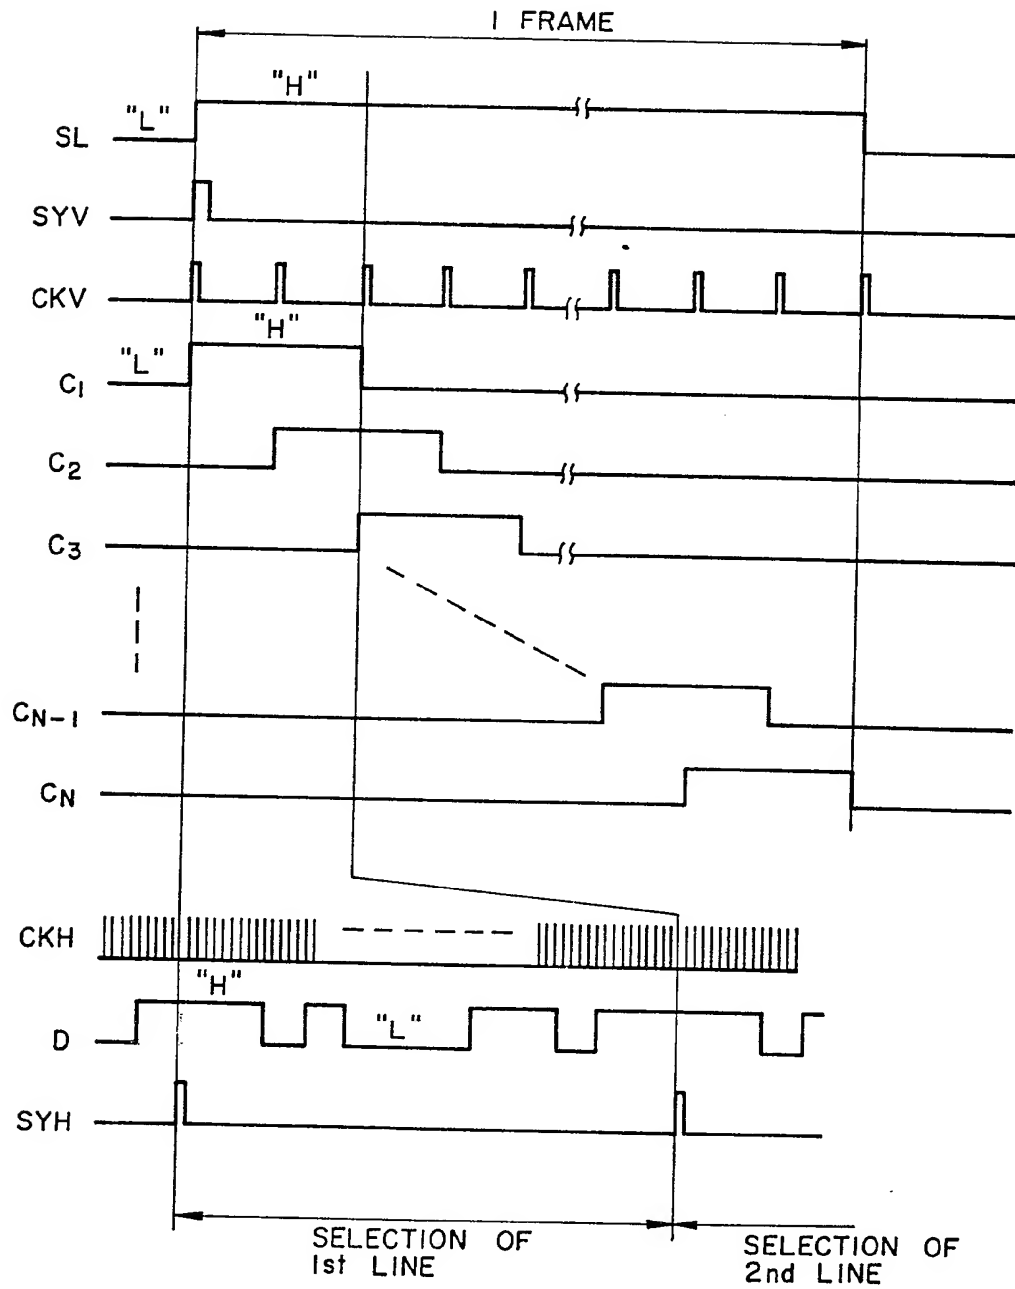 1 FRAME
"H"
"L"
SL
SYV
CKV
"H"
"L"
C1
C2
C3
CN-1
CN
CKH
"H"
D
"L"
SYH
SELECTION OF
1st LINE
SELECTION OF
2nd LINE